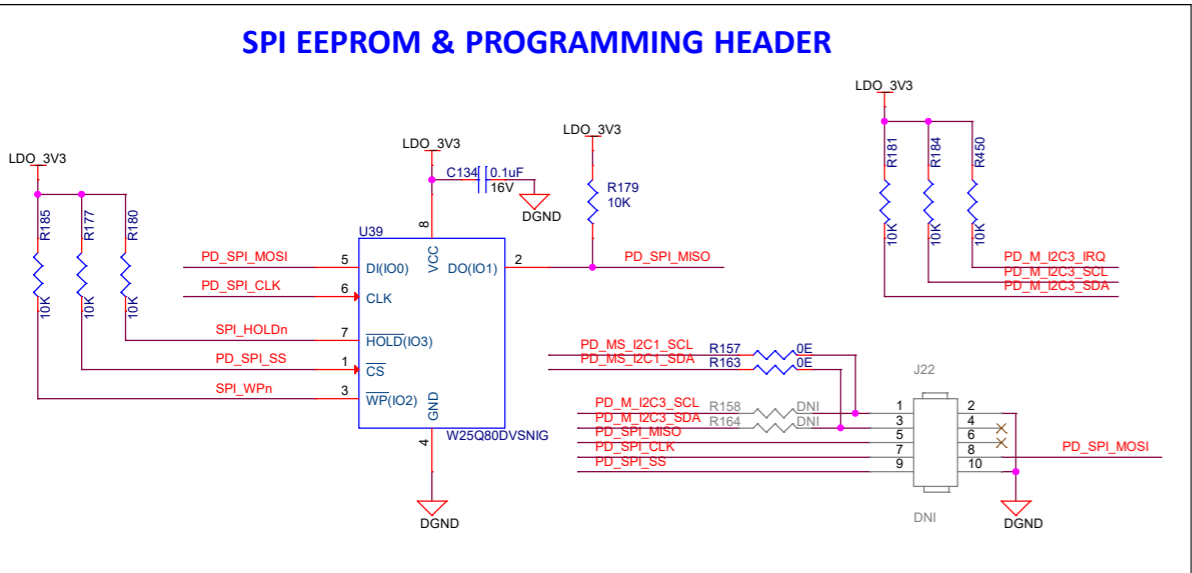 SPI EEPROM & PROGRAMMING HEADER
LDO_3V3
R185
R177
R180
10K
10K
10K
LDO_3V3
C134
0.1uF
16V
DGND
LDO_3V3
R179
10K
LDO_3V3
R181
R184
R450
10K
10K
10K
PD_M_I2C3_IRQ
PD_M_I2C3_SCL
PD_M_I2C3_SDA
U39
8
VCC
PD_SPI_MOSI
5
DI(IO0)
DO(IO1)
2
PD_SPI_MISO
PD_SPI_CLK
6
CLK
SPI_HOLDn
7
HOLD(IO3)
PD_SPI_SS
1
CS
SPI_WPn
3
WP(IO2)
GND
4
W25Q80DVSNIG
DGND
PD_MS_I2C1_SCL
R157
0E
PD_MS_I2C1_SDA
R163
0E
J22
PD_M_I2C3_SCL
R158
DNI
1
2
PD_M_I2C3_SDA
R164
DNI
3
4
PD_SPI_MISO
5
6
PD_SPI_CLK
7
8
PD_SPI_MOSI
PD_SPI_SS
9
10
DNI
DGND